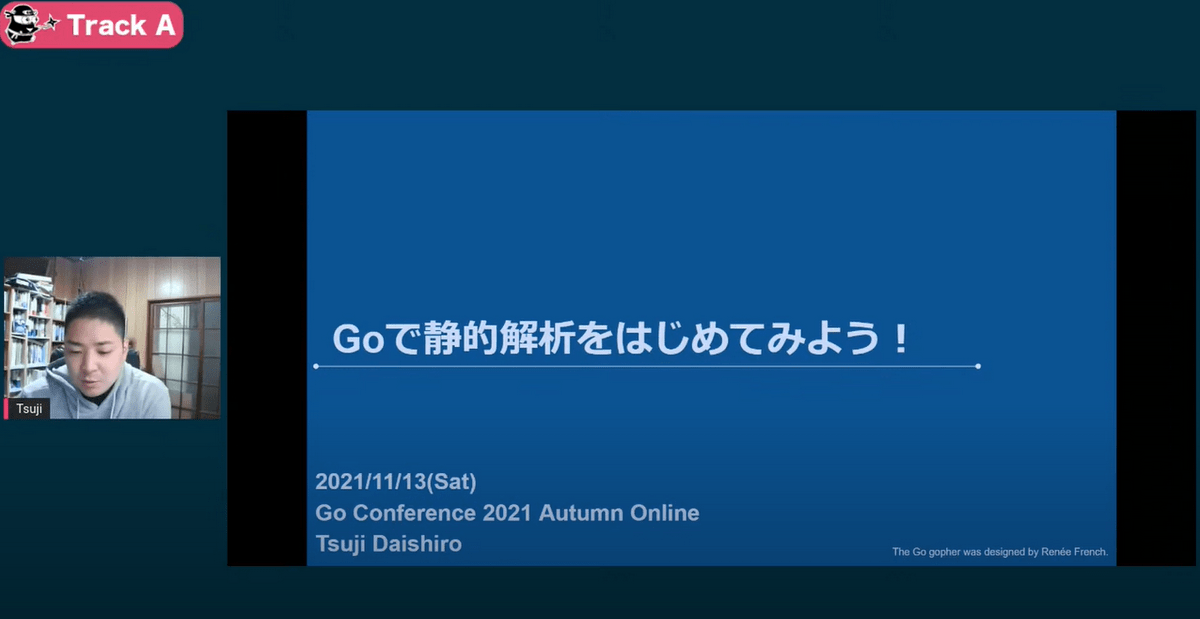 Track A
Goで静的解析をはじめてみよう！
Tsuji
2021/11/13(Sat)
Go Conference 2021 Autumn Online
Tsuji Daishiro
The Go gopher was designed by Renée French.